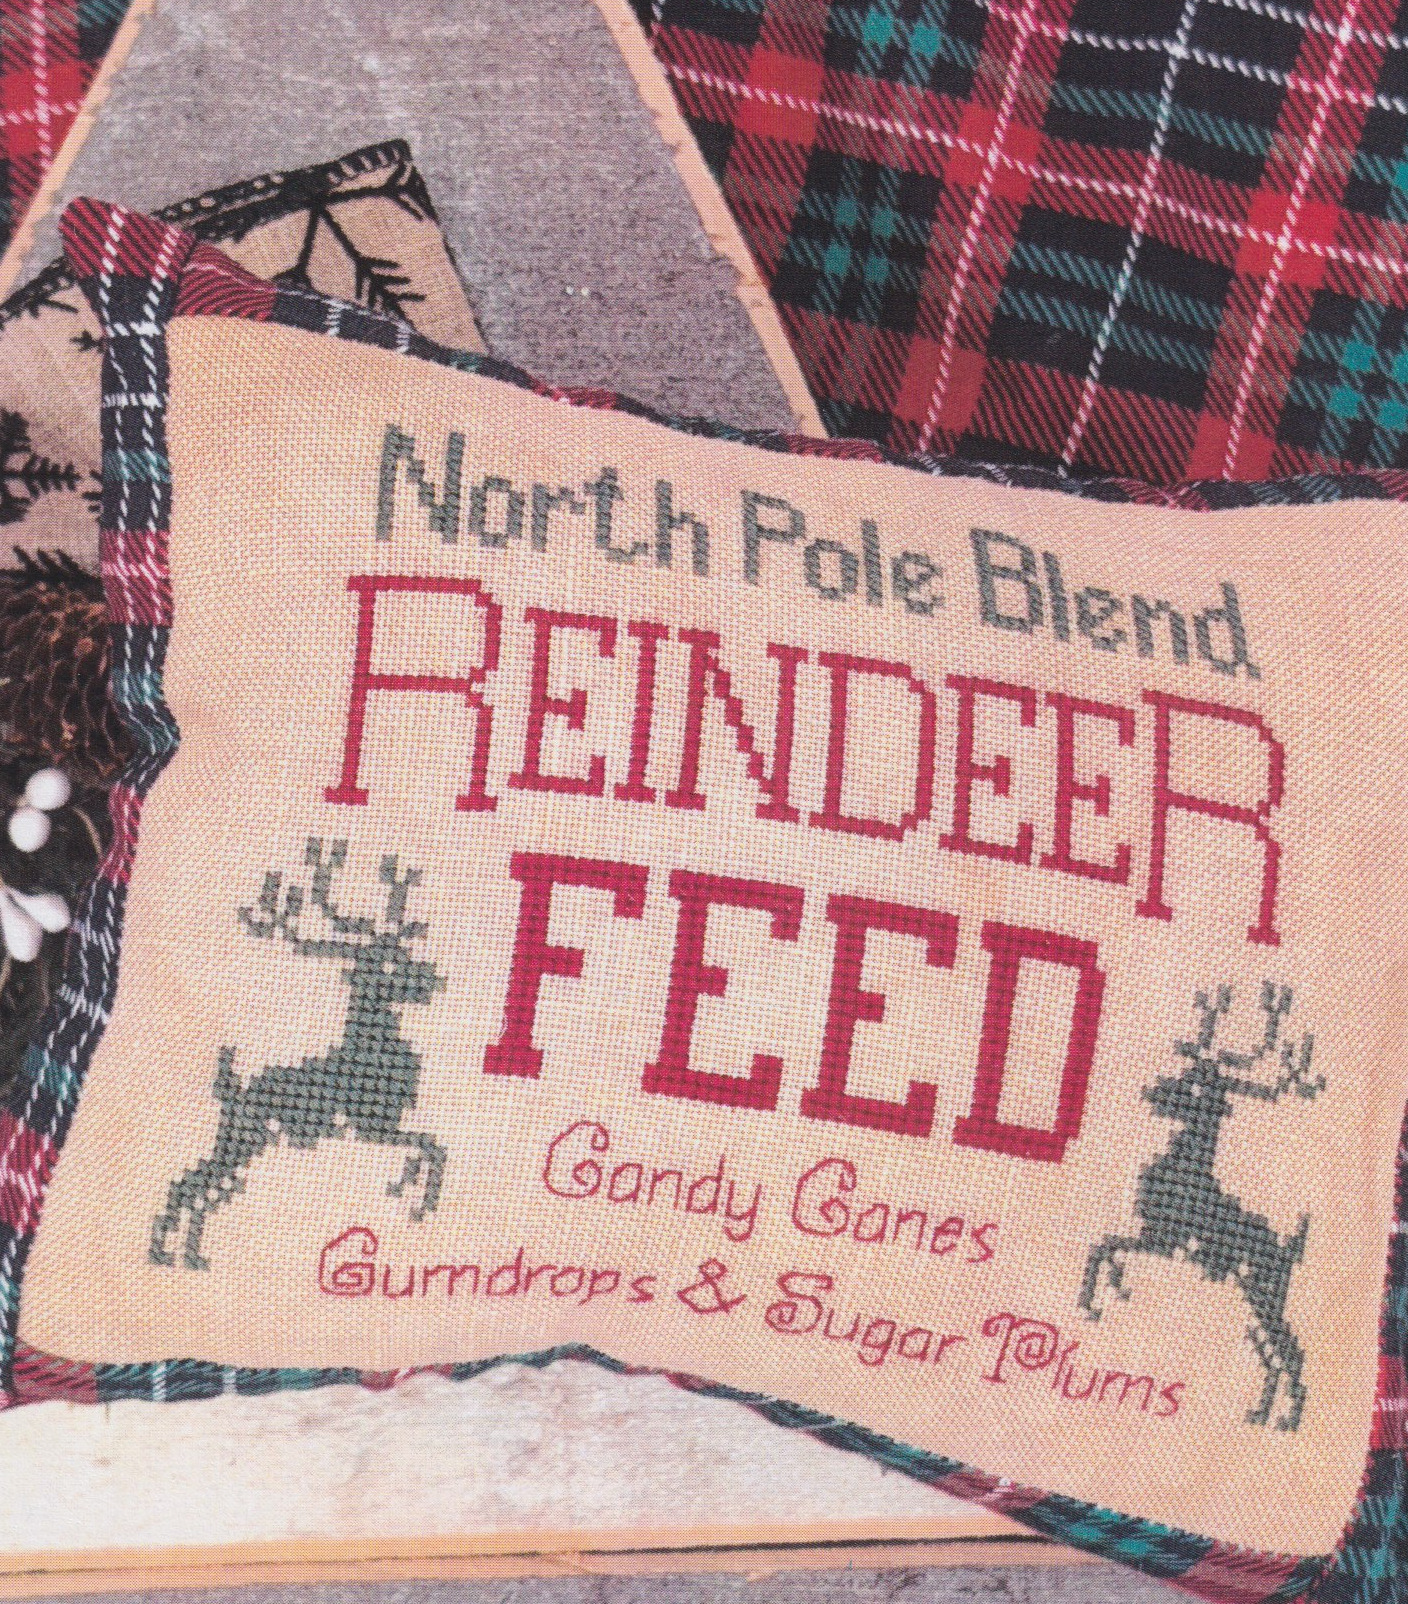 North Pole Blend
REINDEER
FEED
Candy Canes
Gumdrops & Sugar Plums